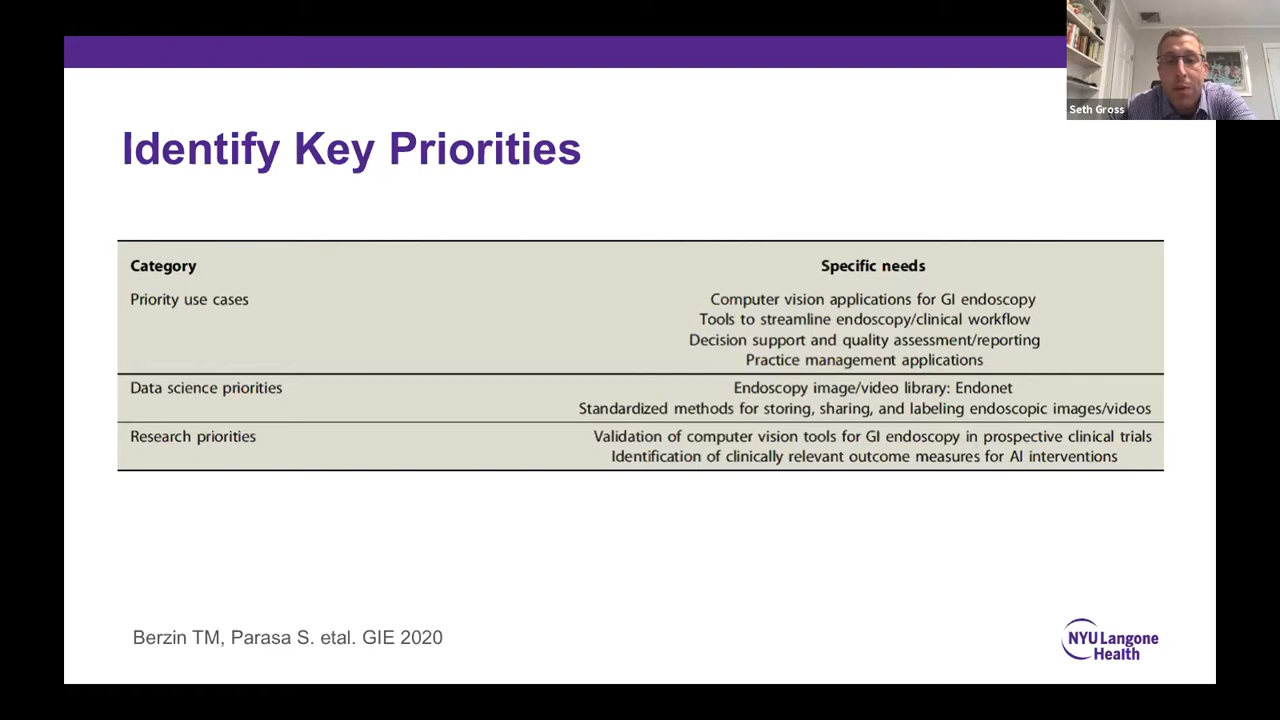 Seth Gross
Identify Key Priorities
Category Specific needs
Priority use cases Computer vision applications for GI endoscopy
Tools to streamline endoscopy/clinical workflow
Decision support and quality assessment/reporting
Practice management applications
Data science priorities Endoscopy image/video library: Endonet
Standardized methods for storing, sharing, and labeling endoscopic images/videos
Research priorities Validation of computer vision tools for GI endoscopy in prospective clinical trials
Identification of clinically relevant outcome measures for AI interventions
Berzin TM, Parasa S. etal. GIE 2020
NYU Langone
Health